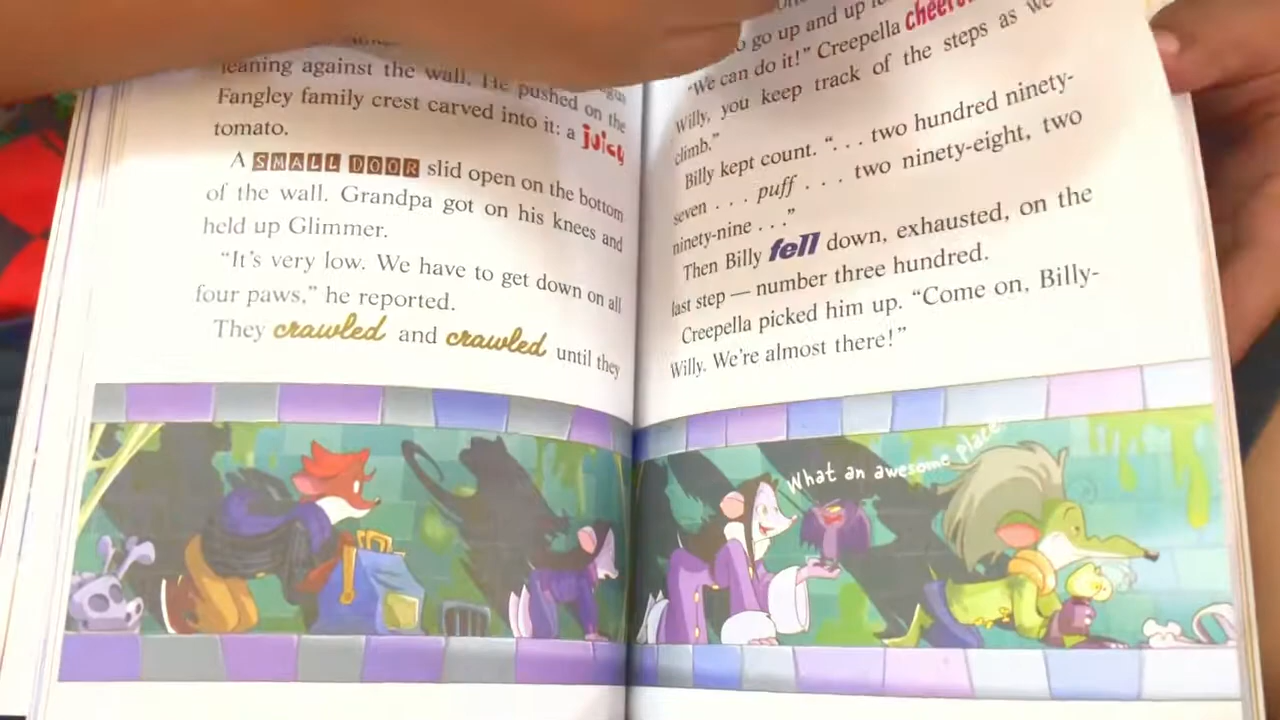 leaning against the wall. He pushed on the
Fangley family crest carved into it: a juicy
tomato.
A SMALL DOOR slid open on the bottom
of the wall. Grandpa got on his knees and
held up Glimmer.
“It’s very low. We have to get down on all
four paws,” he reported.
They crawled and crawled until they
go up and up
“We can do it!” Creepella
Willy, you keep track of the steps as we
climb.”
Billy kept count. “. . . two hundred ninety-
seven . . . puff . . . two ninety-eight, two
ninety-nine . . .”
Then Billy fell down, exhausted, on the
last step — number three hundred.
Creepella picked him up. “Come on, Billy-
Willy. We’re almost there!”
What an awesome place